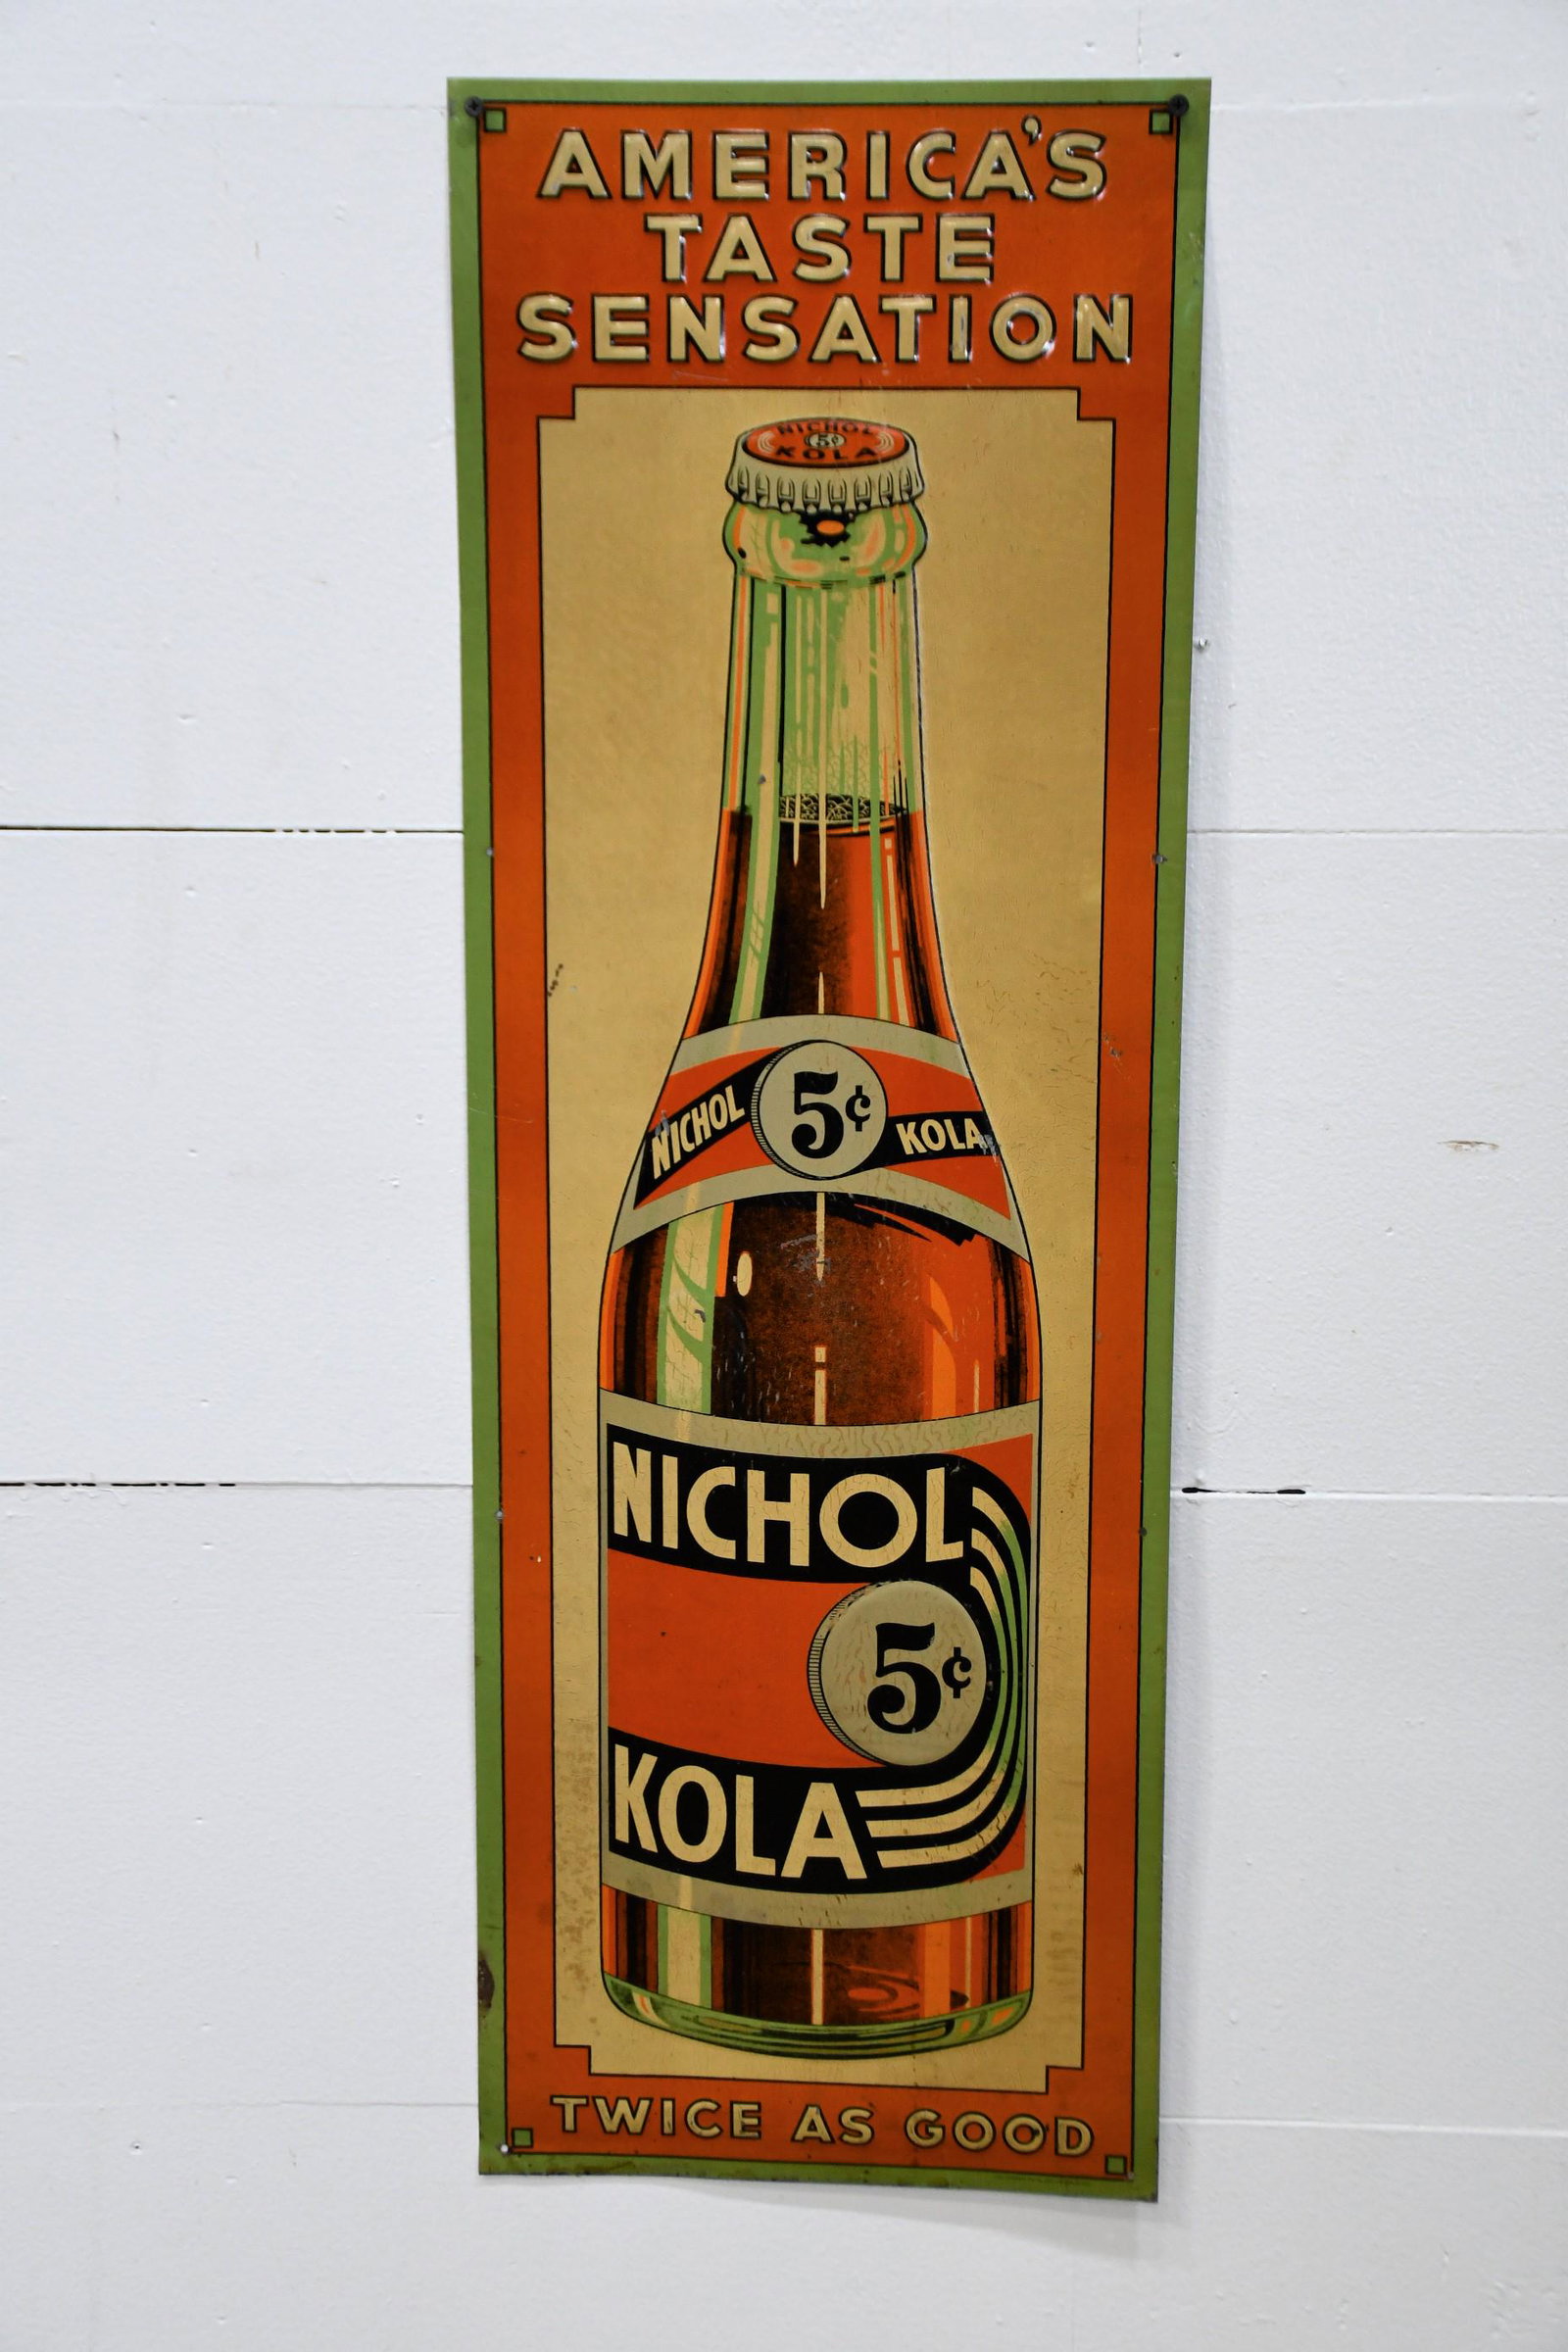 AMERICA'S
TASTE
SENSATION
NICHOL
5¢
KOLA
NICHOL 5¢ KOLA
NICHOL
5¢
KOLA
TWICE AS GOOD